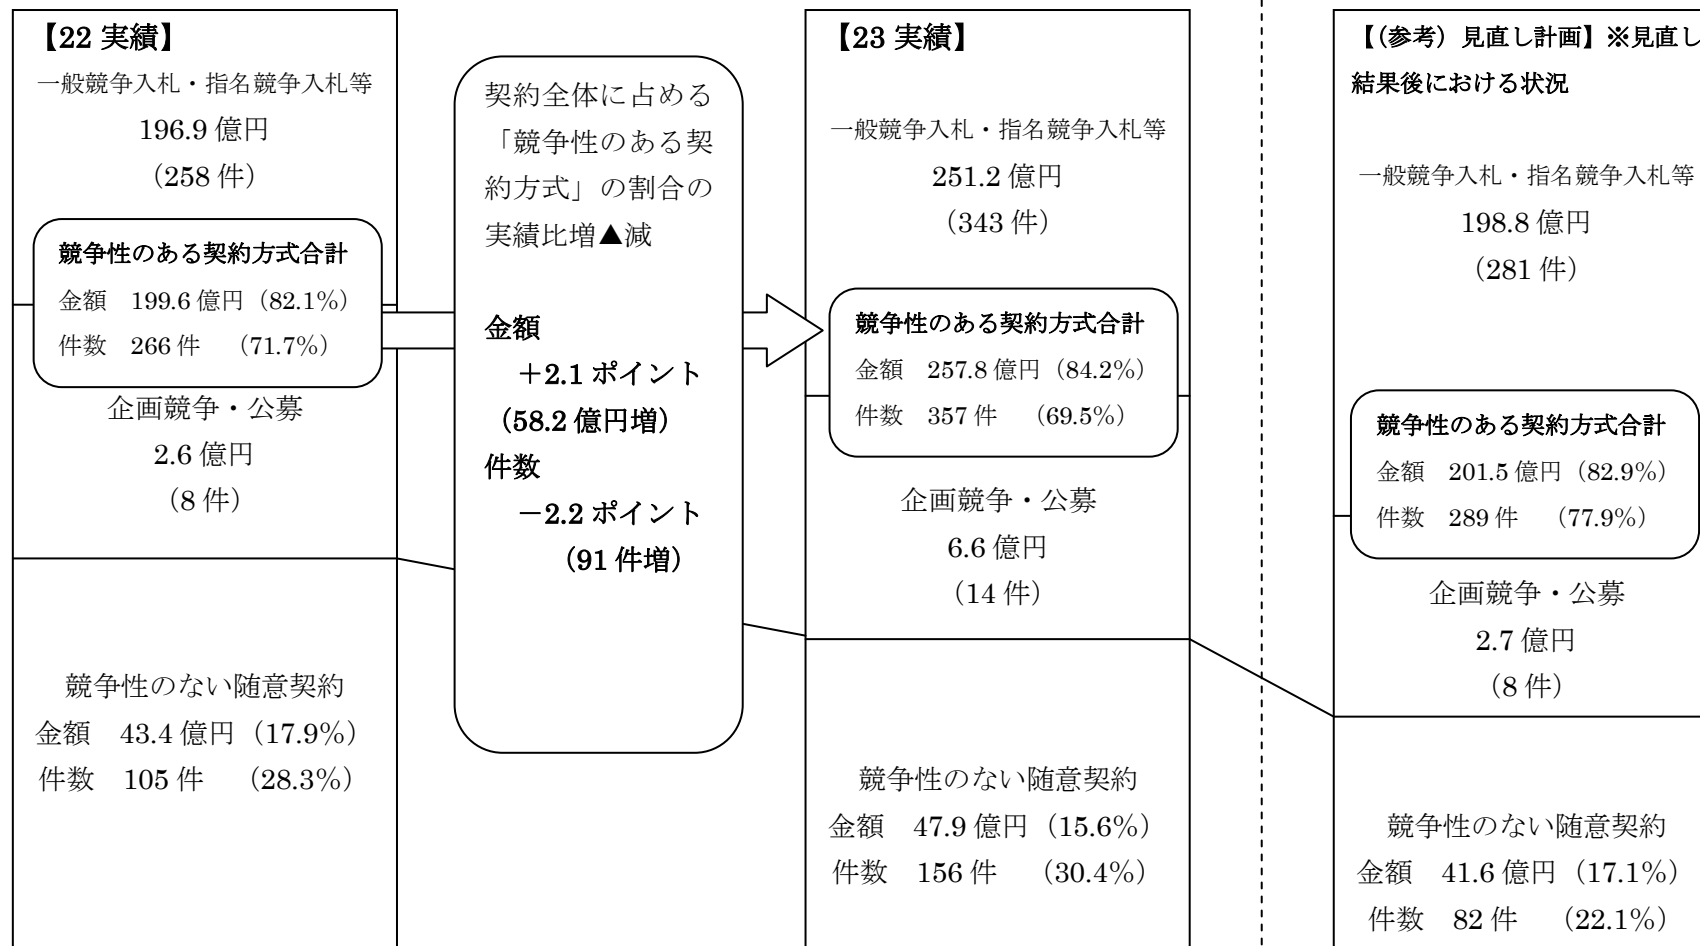 【22 実績】
一般競争入札・指名競争入札等
196.9 億円
（258 件）
競争性のある契約方式合計
金額　199.6 億円（82.1%）
件数　266 件　（71.7%）
企画競争・公募
2.6 億円
（8 件）
競争性のない随意契約
金額　43.4 億円（17.9%）
件数　105 件　（28.3%）
契約全体に占める
「競争性のある契
約方式」の割合の
実績比増▲減
金額
＋2.1 ポイント
（58.2 億円増）
件数
－2.2 ポイント
（91 件増）
【23 実績】
一般競争入札・指名競争入札等
251.2 億円
（343 件）
競争性のある契約方式合計
金額　257.8 億円（84.2%）
件数　357 件　（69.5%）
企画競争・公募
6.6 億円
（14 件）
競争性のない随意契約
金額　47.9 億円（15.6%）
件数　156 件　（30.4%）
【（参考）見直し計画】※見直し
結果後における状況
一般競争入札・指名競争入札等
198.8 億円
（281 件）
競争性のある契約方式合計
金額　201.5 億円（82.9%）
件数　289 件　（77.9%）
企画競争・公募
2.7 億円
（8 件）
競争性のない随意契約
金額　41.6 億円（17.1%）
件数　82 件　（22.1%）